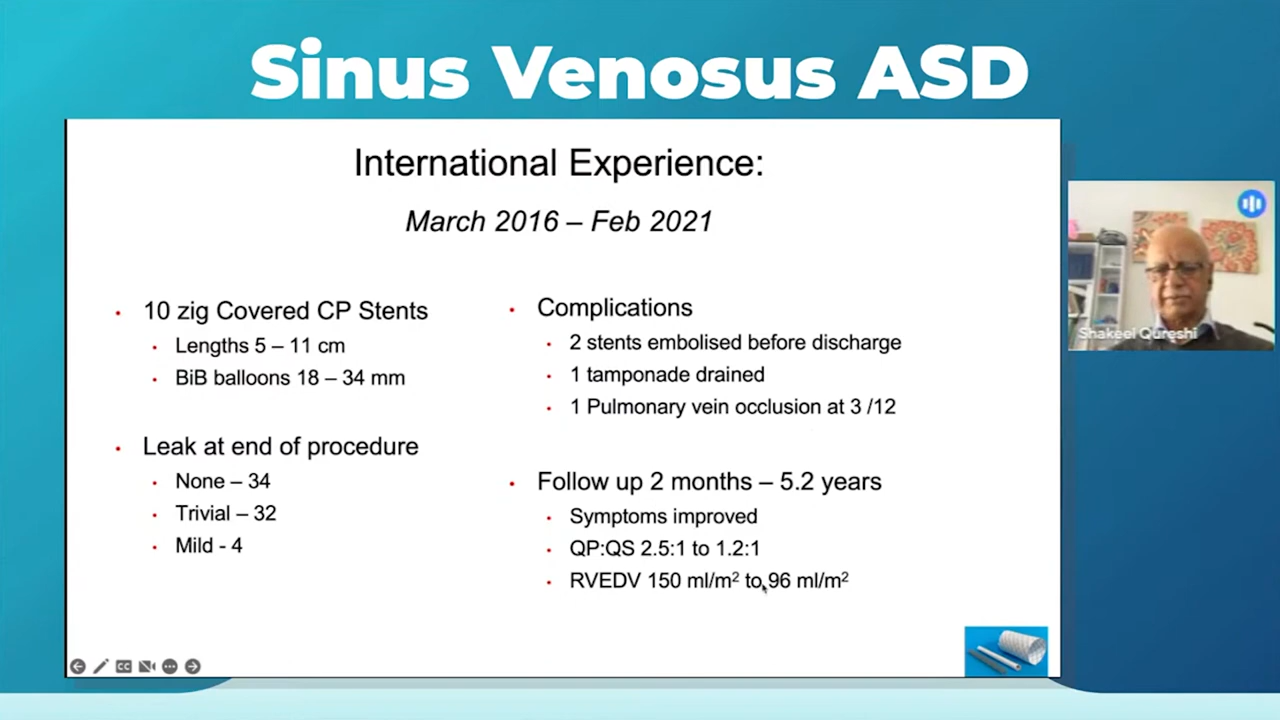 Sinus Venosus ASD
International Experience:
March 2016 – Feb 2021
10 zig Covered CP Stents
Lengths 5 – 11 cm
BiB balloons 18 – 34 mm
Leak at end of procedure
None – 34
Trivial – 32
Mild - 4
Complications
2 stents embolised before discharge
1 tamponade drained
1 Pulmonary vein occlusion at 3 /12
Follow up 2 months – 5.2 years
Symptoms improved
QP:QS 2.5:1 to 1.2:1
RVEDV 150 ml/m² to 96 ml/m²
Shakeel Qureshi
CC